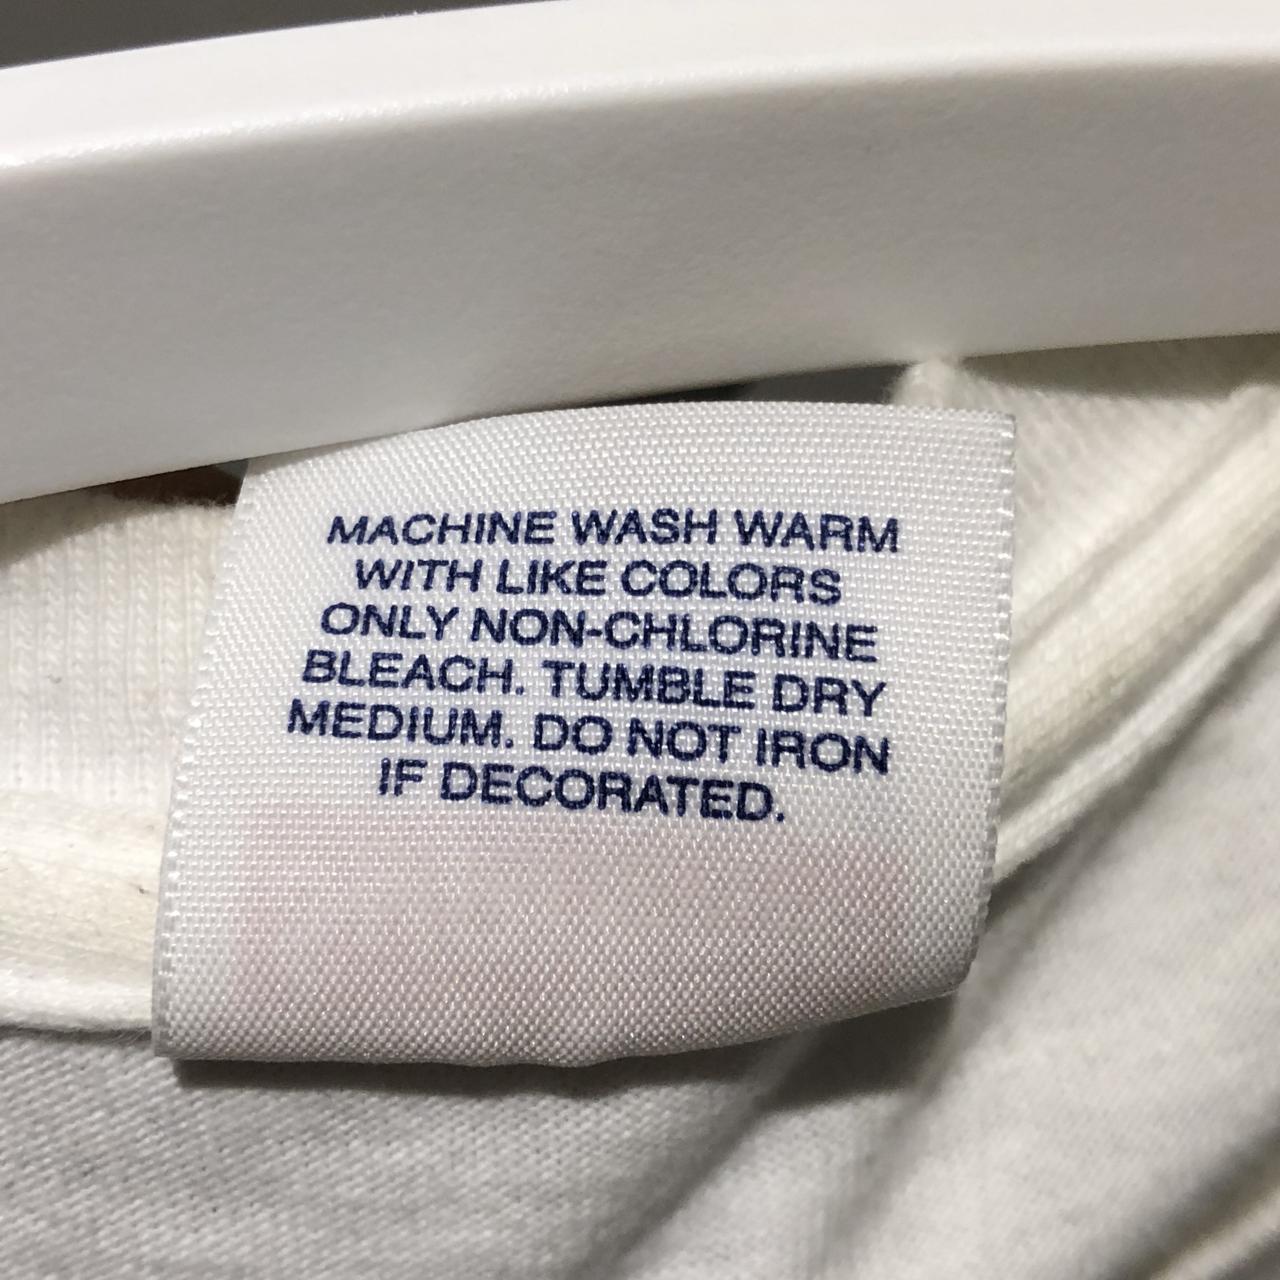 MACHINE WASH WARM
WITH LIKE COLORS
ONLY NON-CHLORINE
BLEACH. TUMBLE DRY
MEDIUM. DO NOT IRON
IF DECORATED.